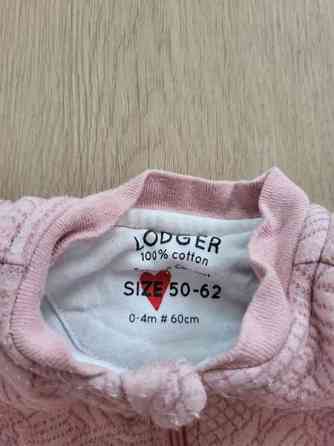 LODGER
100% cotton
SIZE 50-62
0-4m # 60cm